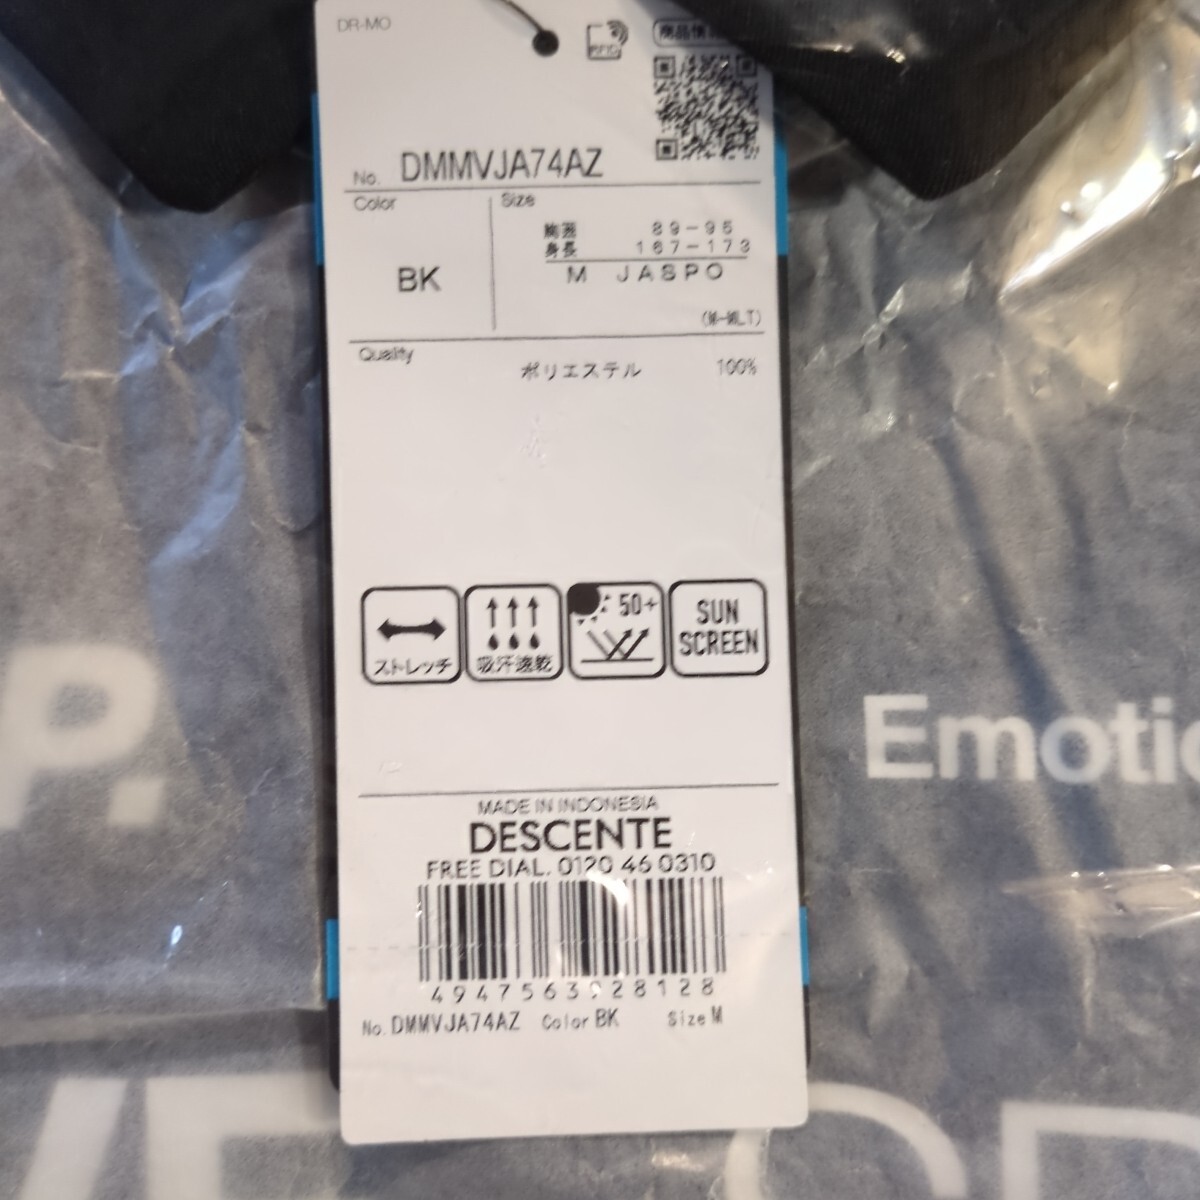 DR-MO
RFID
商品情報
No. DMMVJA74AZ
Color
Size
胸囲 89-95
身長 167-173
BK
M JASPO
(M-MLT)
Quality
ポリエステル 100%
ストレッチ
吸汗速乾
50+
SUN
SCREEN
P.
Emotio
MADE IN INDONESIA
DESCENTE
FREE DIAL. 0120 46 0310
4947563928128
No. DMMVJA74AZ Color BK Size M